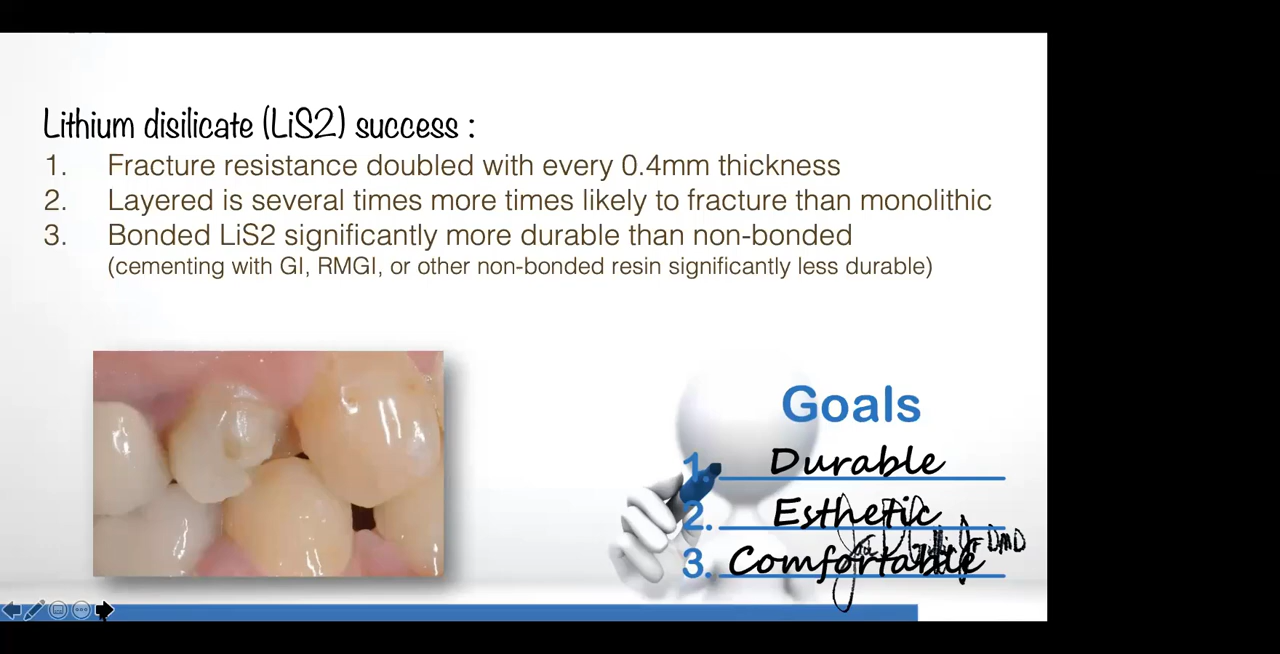 Lithium disilicate (LiS2) success :
1. Fracture resistance doubled with every 0.4mm thickness
2. Layered is several times more times likely to fracture than monolithic
3. Bonded LiS2 significantly more durable than non-bonded
(cementing with GI, RMGI, or other non-bonded resin significantly less durable)
Goals
1. Durable
2. Esthetic
3. Comfortable
DMD